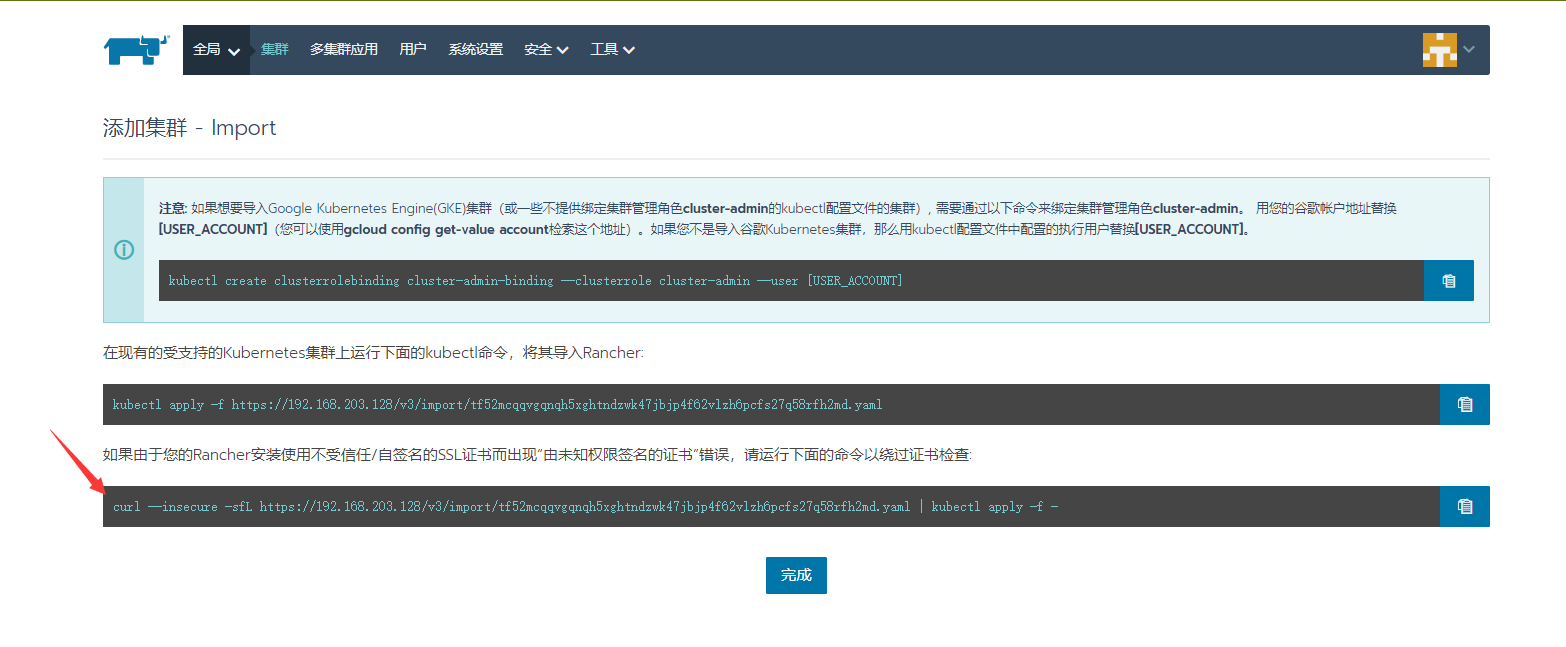 全局 集群 多集群应用 用户 系统设置 安全 工具
添加集群 - Import
注意: 如果想要导入Google Kubernetes Engine(GKE)集群（或一些不提供绑定集群管理角色cluster-admin的kubectl配置文件的集群）, 需要通过以下命令来绑定集群管理角色cluster-admin。 用您的谷歌帐户地址替换
[USER_ACCOUNT]（您可以使用gcloud config get-value account检索这个地址）。如果您不是导入谷歌Kubernetes集群，那么用kubectl配置文件中配置的执行用户替换[USER_ACCOUNT]。
kubectl create clusterrolebinding cluster-admin-binding --clusterrole cluster-admin --user [USER_ACCOUNT]
在现有的受支持的Kubernetes集群上运行下面的kubectl命令，将其导入Rancher:
kubectl apply -f https://192.168.203.128/v3/import/tf52mcqqvgqnqh5xghtndzwk47jbjp4f62vlzh6pcfs27q58rfh2md.yaml
如果由于您的Rancher安装使用不受信任/自签名的SSL证书而出现"由未知权限签名的证书"错误，请运行下面的命令以绕过证书检查:
curl --insecure -sfL https://192.168.203.128/v3/import/tf52mcqqvgqnqh5xghtndzwk47jbjp4f62vlzh6pcfs27q58rfh2md.yaml | kubectl apply -f -
完成